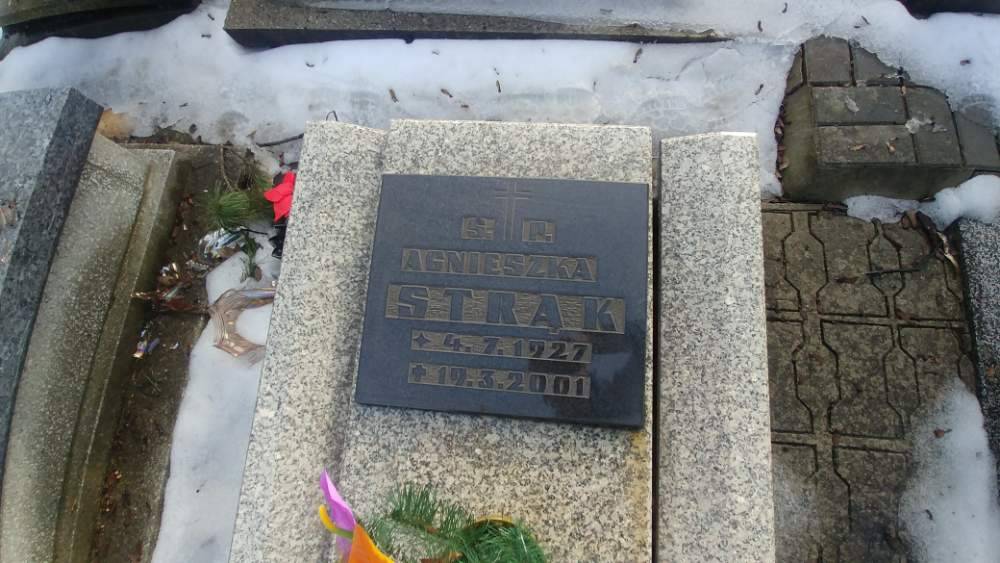 Ś. P.
AGNIESZKA
STRĄK
4.7.1927
19.3.2001